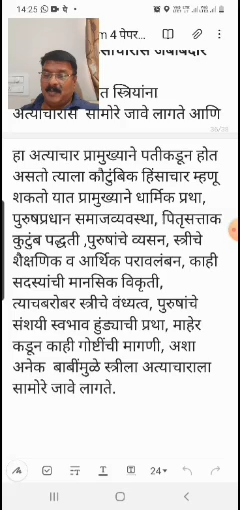 14:25
m 4 पेपर...
त स्त्रियांना
अत्याचारास सामोरे जावे लागते आणि
38/38
हा अत्याचार प्रामुख्याने पतीकडून होत
असतो त्याला कौटुंबिक हिंसाचार म्हणू
शकतो यात प्रामुख्याने धार्मिक प्रथा,
पुरुषप्रधान समाजव्यवस्था, पितृसत्ताक
कुटुंब पद्धती ,पुरुषांचे व्यसन, स्त्रीचे
शैक्षणिक व आर्थिक परावलंबन, काही
सदस्यांची मानसिक विकृती,
त्याचबरोबर स्त्रीचे वंध्यत्व, पुरुषांचे
संशयी स्वभाव हुंड्याची प्रथा, माहेर
कडून काही गोष्टींची मागणी, अशा
अनेक बाबींमुळे स्त्रीला अत्याचाराला
सामोरे जावे लागते.
24